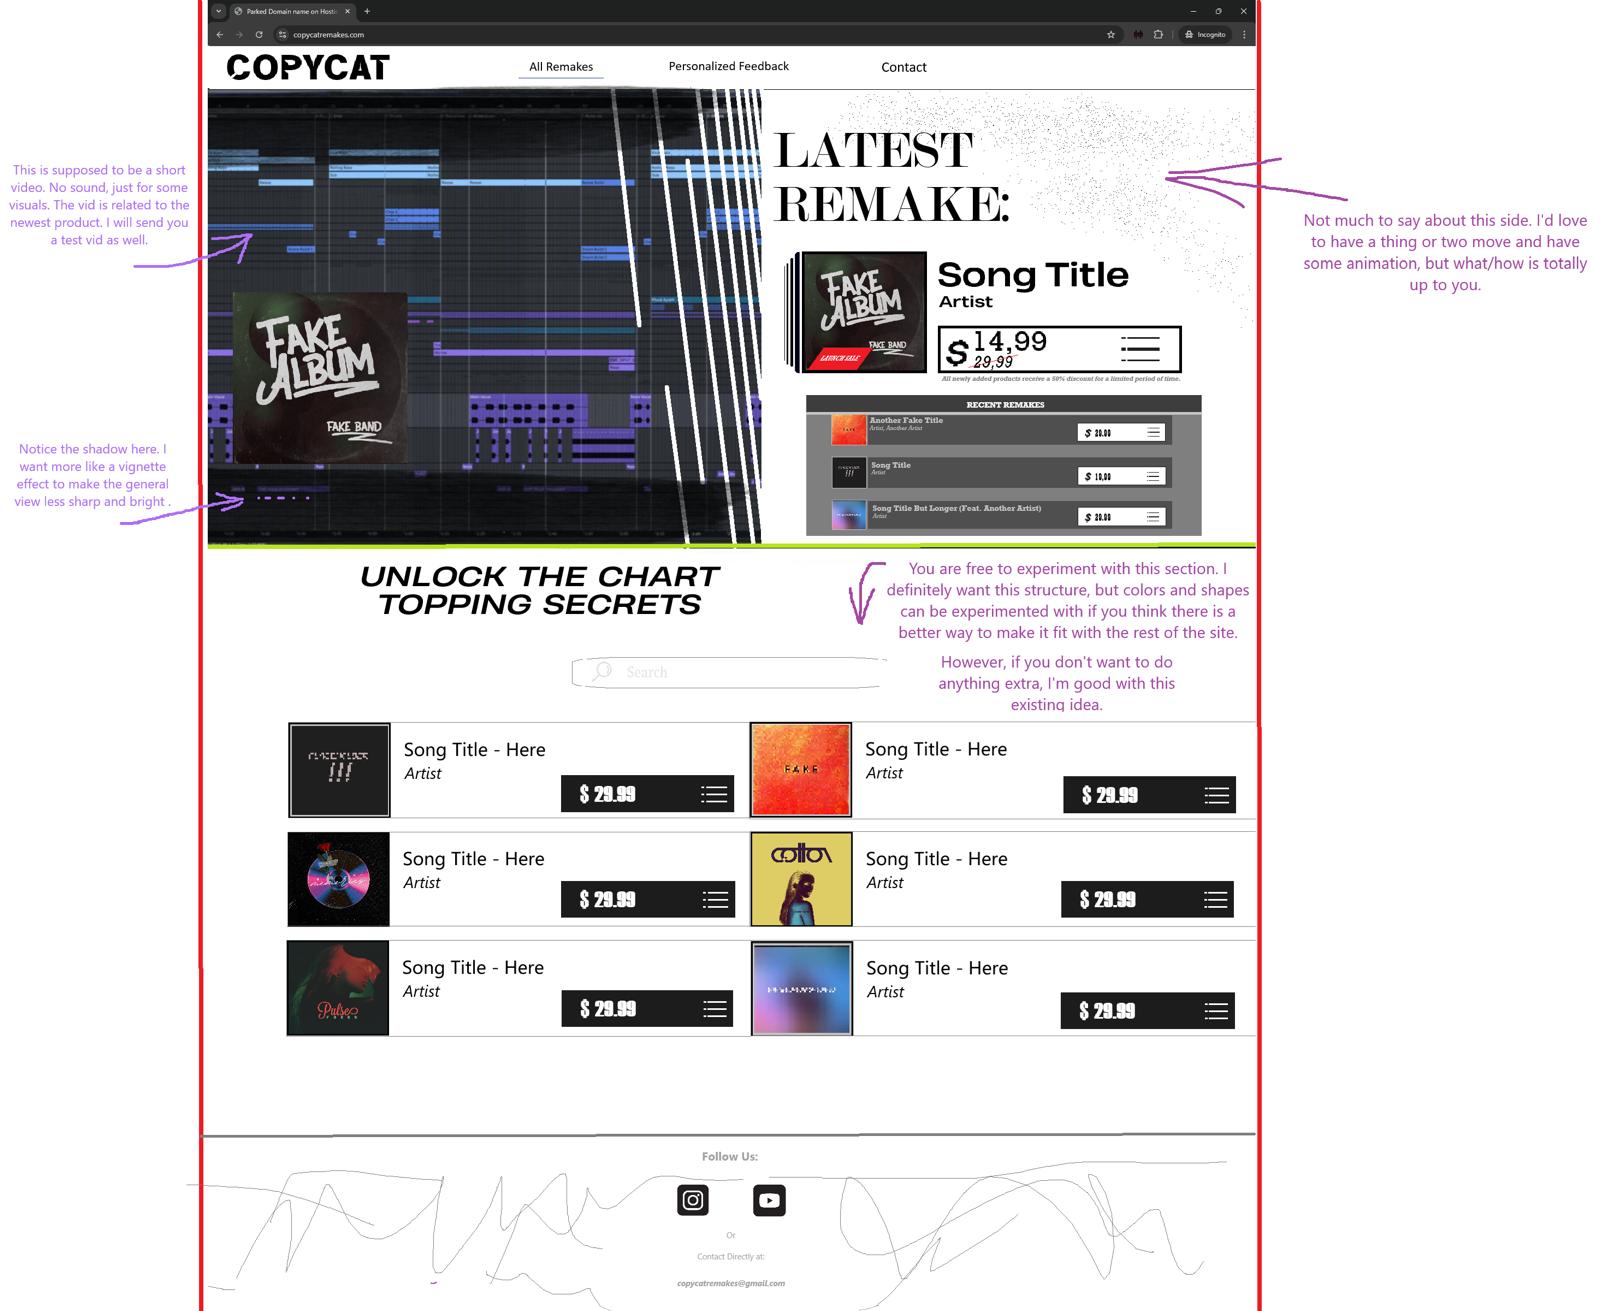 Parked Domain name on Hostin
copycatremakes.com
Incognito
COPYCAT
All Remakes
Personalized Feedback
Contact
This is supposed to be a short
video. No sound, just for some
visuals. The vid is related to the
newest product. I will send you
a test vid as well.
Notice the shadow here. I
want more like a vignette
effect to make the general
view less sharp and bright .
FAKE
ALBUM
FAKE BAND
LATEST
REMAKE:
Not much to say about this side. I'd love
to have a thing or two move and have
some animation, but what/how is totally
up to you.
FAKE
ALBUM
FAKE BAND
LAUNCH SALE
Song Title
Artist
$ 14,99
29,99
All newly added products receive a 50% discount for a limited period of time.
RECENT REMAKES
FAKE
Another Fake Title
Artist, Another Artist
$ 29.99
Song Title
Artist
$ 19,99
Song Title But Longer (Feat. Another Artist)
Artist
$ 29.99
UNLOCK THE CHART
TOPPING SECRETS
You are free to experiment with this section. I
definitely want this structure, but colors and shapes
can be experimented with if you think there is a
better way to make it fit with the rest of the site.
However, if you don't want to do
anything extra, I'm good with this
existing idea.
Search
Song Title - Here
Artist
$ 29.99
FAKE
Song Title - Here
Artist
$ 29.99
memories
Song Title - Here
Artist
$ 29.99
cotton
Song Title - Here
Artist
$ 29.99
Pulse
Song Title - Here
Artist
$ 29.99
Song Title - Here
Artist
$ 29.99
Follow Us:
Or
Contact Directly at:
copycatremakes@gmail.com